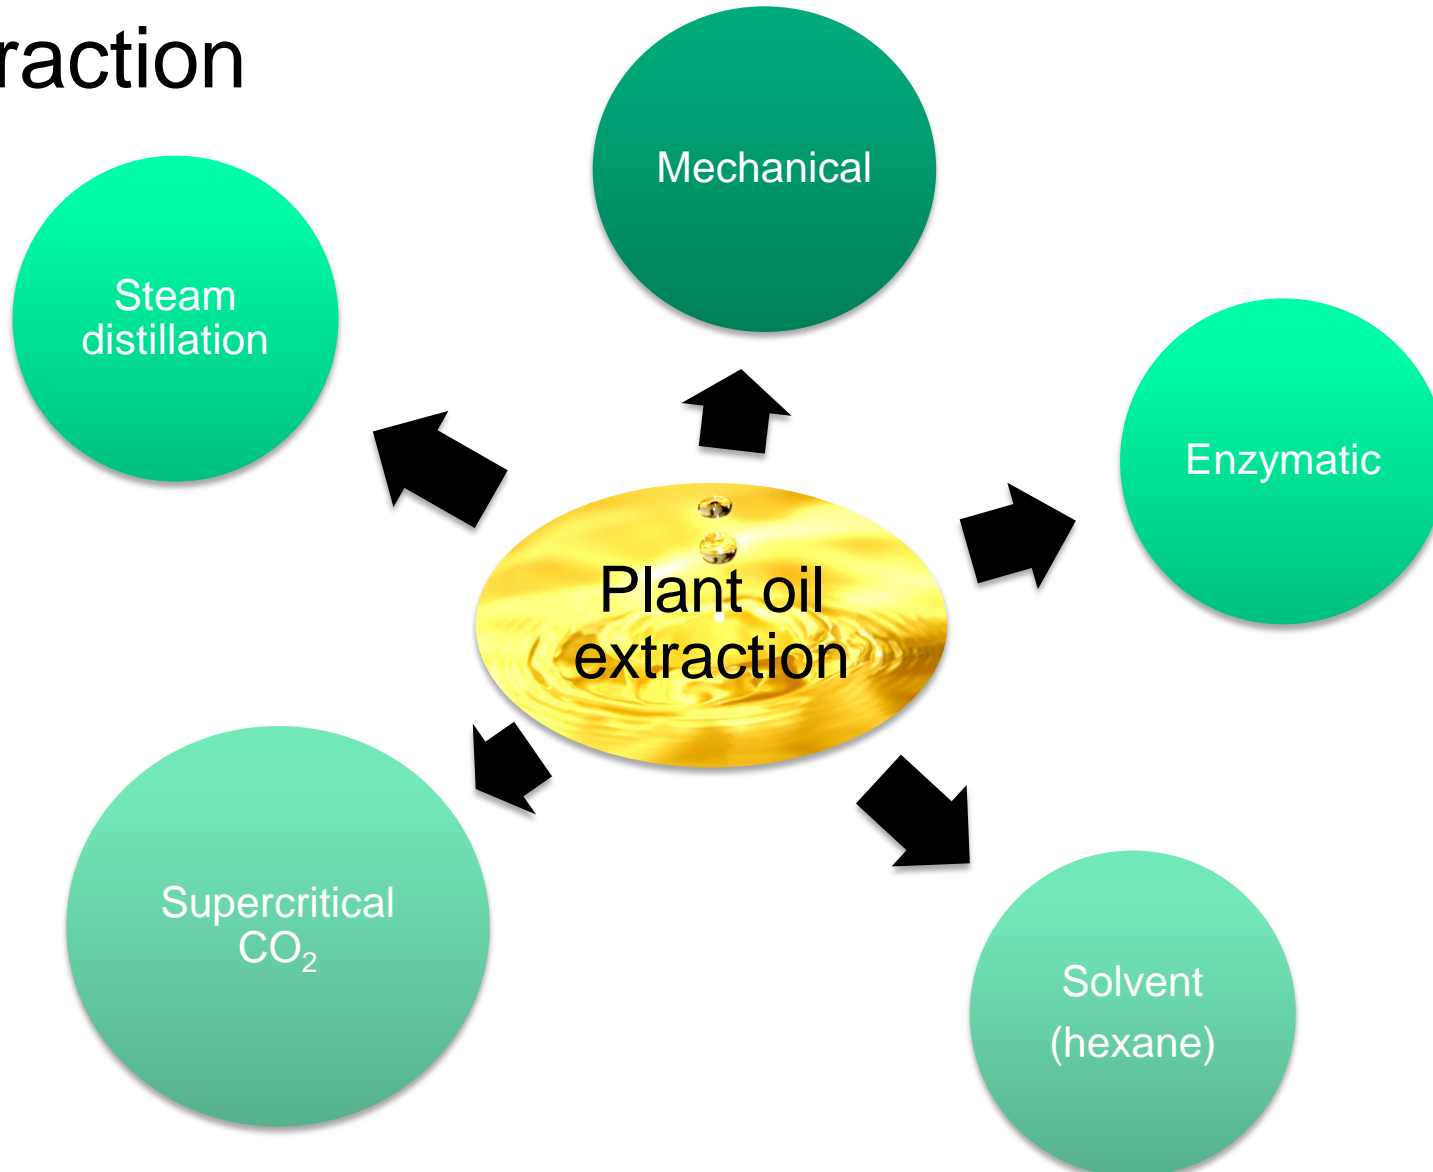 raction
Mechanical
Steam
distillation
Enzymatic
Plant oil
extraction
Supercritical
CO₂
Solvent
(hexane)